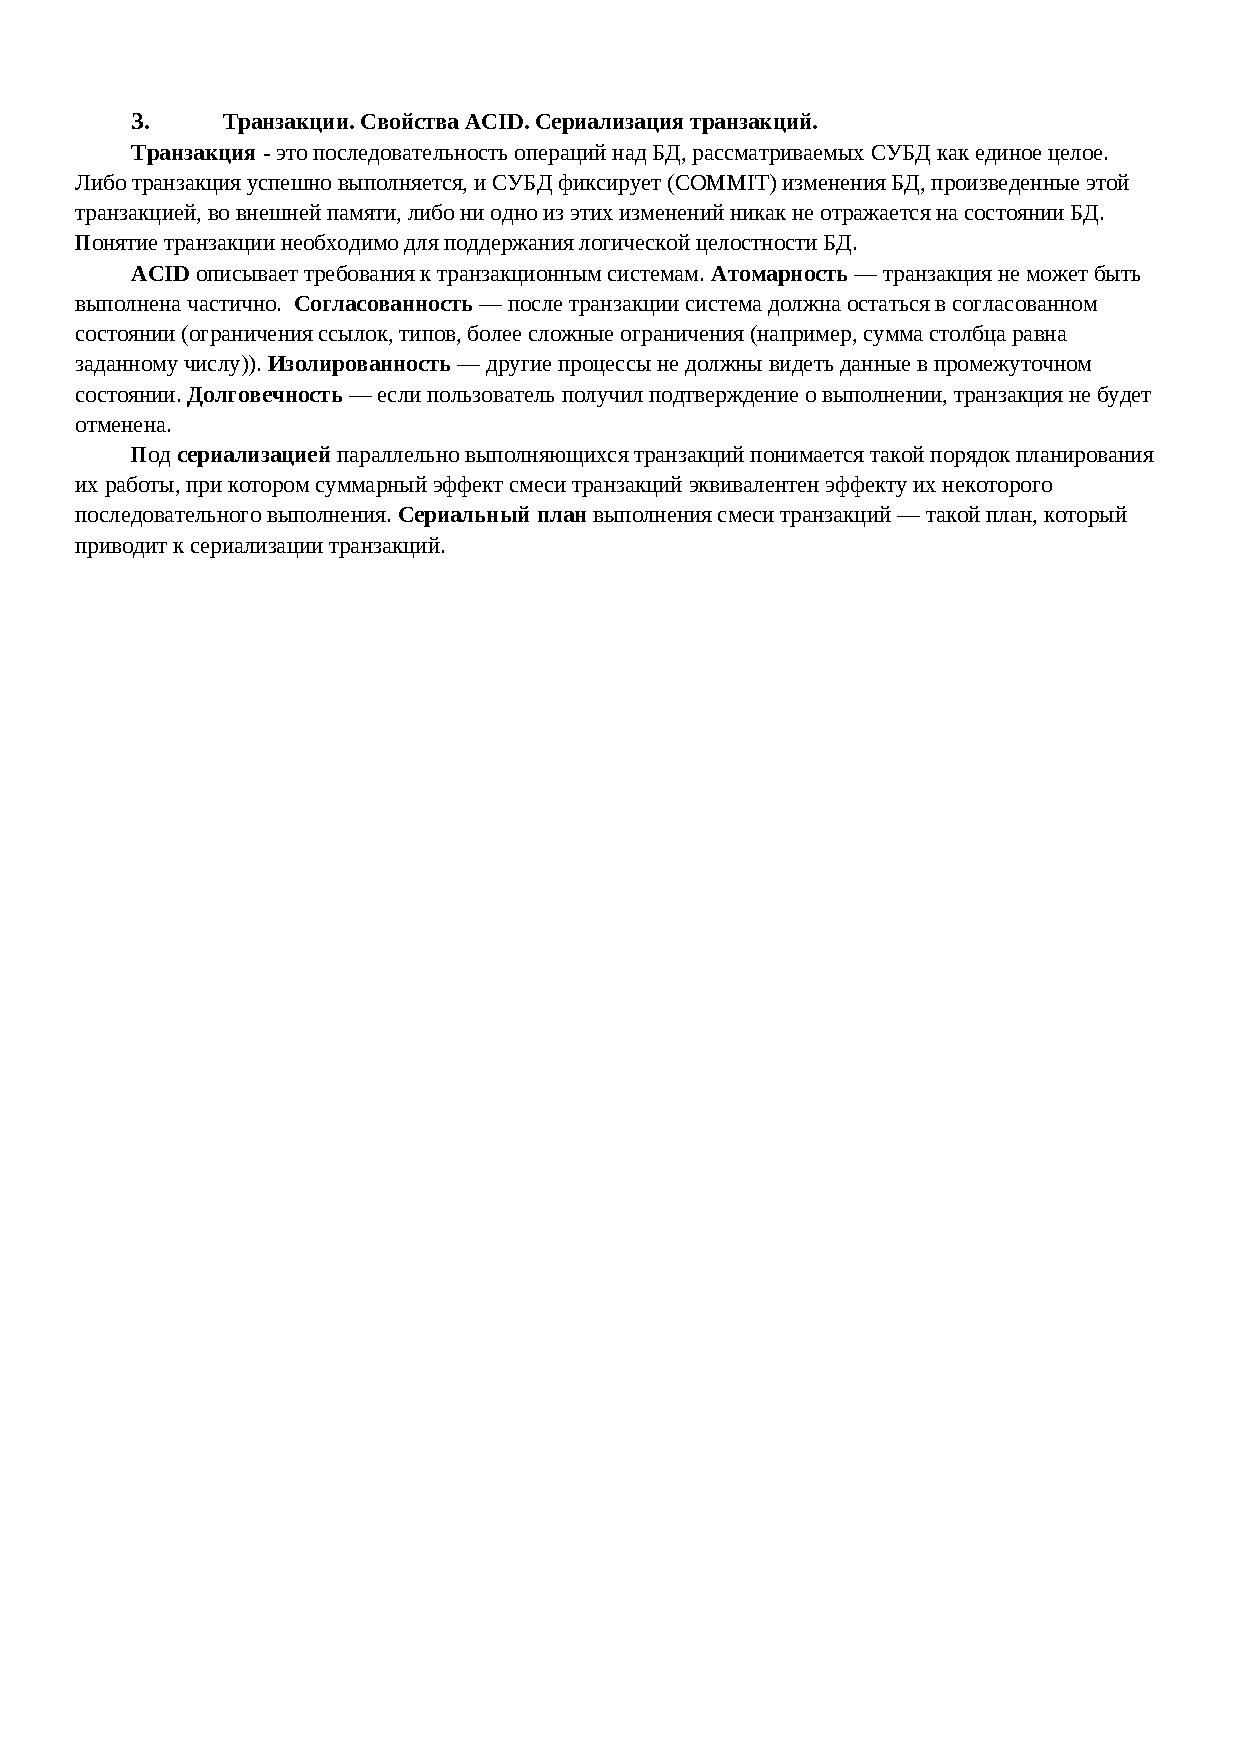 3. Транзакции. Свойства ACID. Сериализация транзакций.
Транзакция - это последовательность операций над БД, рассматриваемых СУБД как единое целое.
Либо транзакция успешно выполняется, и СУБД фиксирует (COMMIT) изменения БД, произведенные этой
транзакцией, во внешней памяти, либо ни одно из этих изменений никак не отражается на состоянии БД.
Понятие транзакции необходимо для поддержания логической целостности БД.
ACID описывает требования к транзакционным системам. Атомарность — транзакция не может быть
выполнена частично.  Согласованность — после транзакции система должна остаться в согласованном
состоянии (ограничения ссылок, типов, более сложные ограничения (например, сумма столбца равна
заданному числу)). Изолированность — другие процессы не должны видеть данные в промежуточном
состоянии. Долговечность — если пользователь получил подтверждение о выполнении, транзакция не будет
отменена.
Под сериализацией параллельно выполняющихся транзакций понимается такой порядок планирования
их работы, при котором суммарный эффект смеси транзакций эквивалентен эффекту их некоторого
последовательного выполнения. Сериальный план выполнения смеси транзакций — такой план, который
приводит к сериализации транзакций.